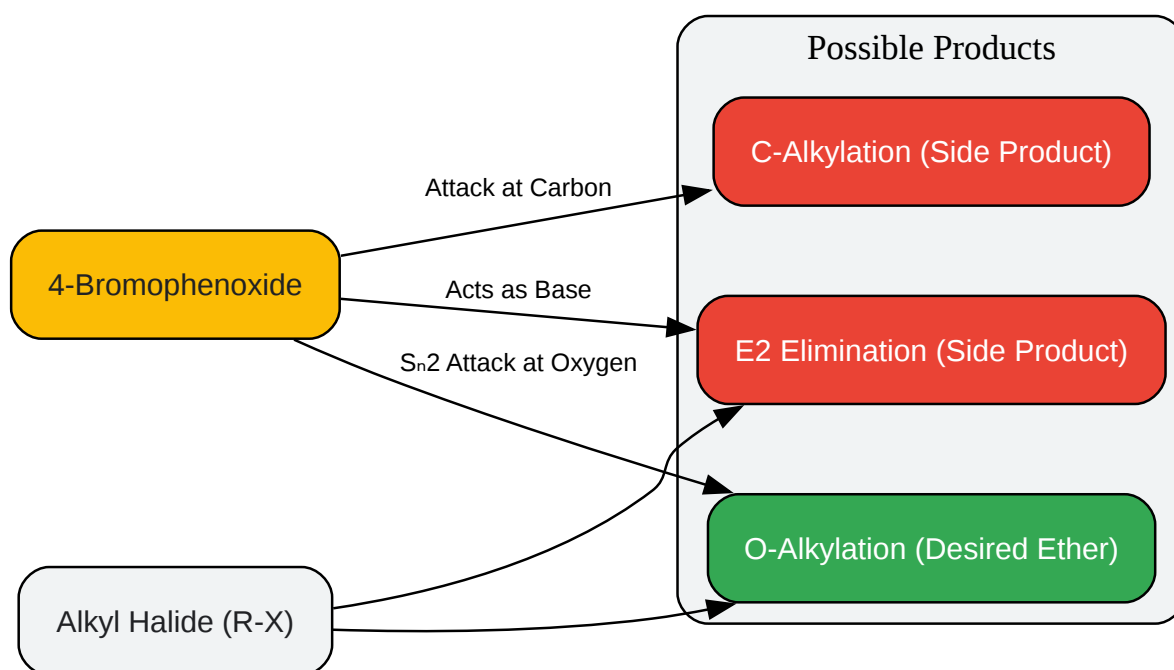 Possible Products
C-Alkylation (Side Product)
Attack at Carbon
4-Bromophenoxide
Acts as Base
E2 Elimination (Side Product)
Sₙ2 Attack at Oxygen
O-Alkylation (Desired Ether)
Alkyl Halide (R-X)